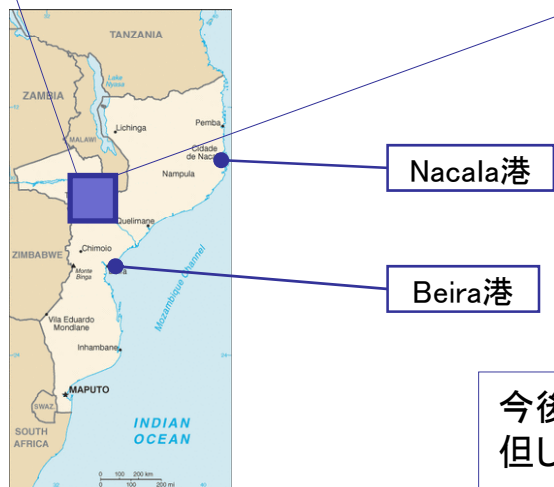 TANZANIA
ZAMBIA
Lake
Nyasa
Lichinga
Pemba
MALAWI
Cidade
de Naca
Nampula
Nacala港
Quelimane
ZIMBABWE
Chimoio
Monte
Binga
Beira港
Mozambique Channel
Vila Eduardo
Mondlane
Inhambane
MAPUTO
SWAZ.
SOUTH
AFRICA
INDIAN
OCEAN
0 100 200 km
0 100 200 mi
今後
但し